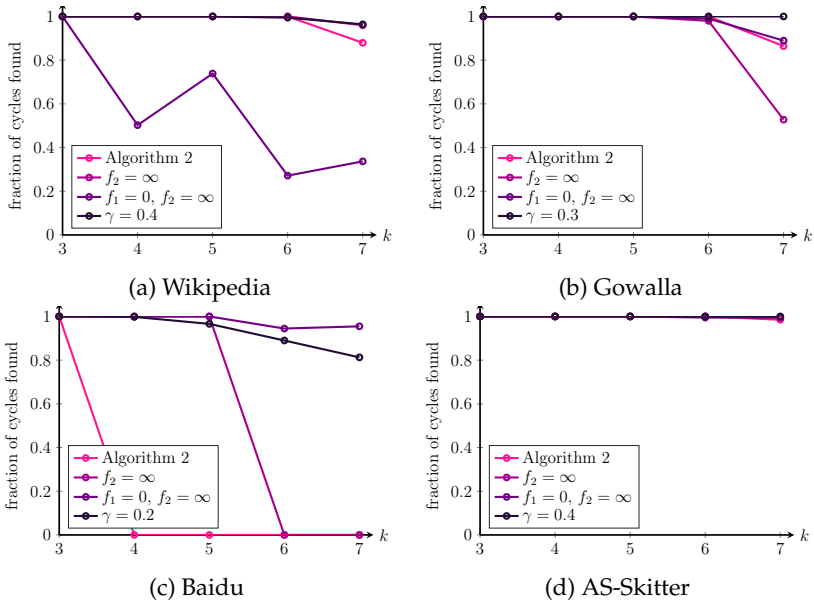 1
0.8
0.6
0.4
0.2
0
fraction of cycles found
Algorithm 2
f₂ = ∞
f₁ = 0, f₂ = ∞
γ = 0.4
3 4 5 6 7 k
(a) Wikipedia
1
0.8
0.6
0.4
0.2
0
fraction of cycles found
Algorithm 2
f₂ = ∞
f₁ = 0, f₂ = ∞
γ = 0.3
3 4 5 6 7 k
(b) Gowalla
1
0.8
0.6
0.4
0.2
0
fraction of cycles found
Algorithm 2
f₂ = ∞
f₁ = 0, f₂ = ∞
γ = 0.2
3 4 5 6 7 k
(c) Baidu
1
0.8
0.6
0.4
0.2
0
fraction of cycles found
Algorithm 2
f₂ = ∞
f₁ = 0, f₂ = ∞
γ = 0.4
3 4 5 6 7 k
(d) AS-Skitter